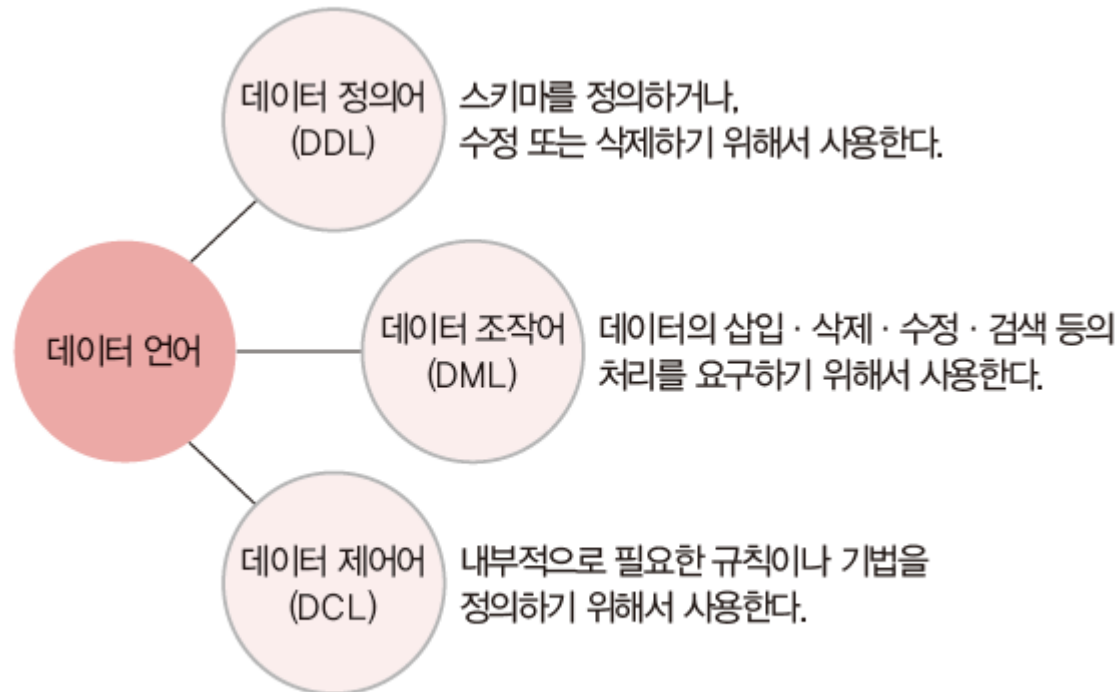 데이터 정의어
(DDL)
스키마를 정의하거나,
수정 또는 삭제하기 위해서 사용한다.
데이터 언어
데이터 조작어
(DML)
데이터의 삽입 · 삭제 · 수정 · 검색 등의
처리를 요구하기 위해서 사용한다.
데이터 제어어
(DCL)
내부적으로 필요한 규칙이나 기법을
정의하기 위해서 사용한다.